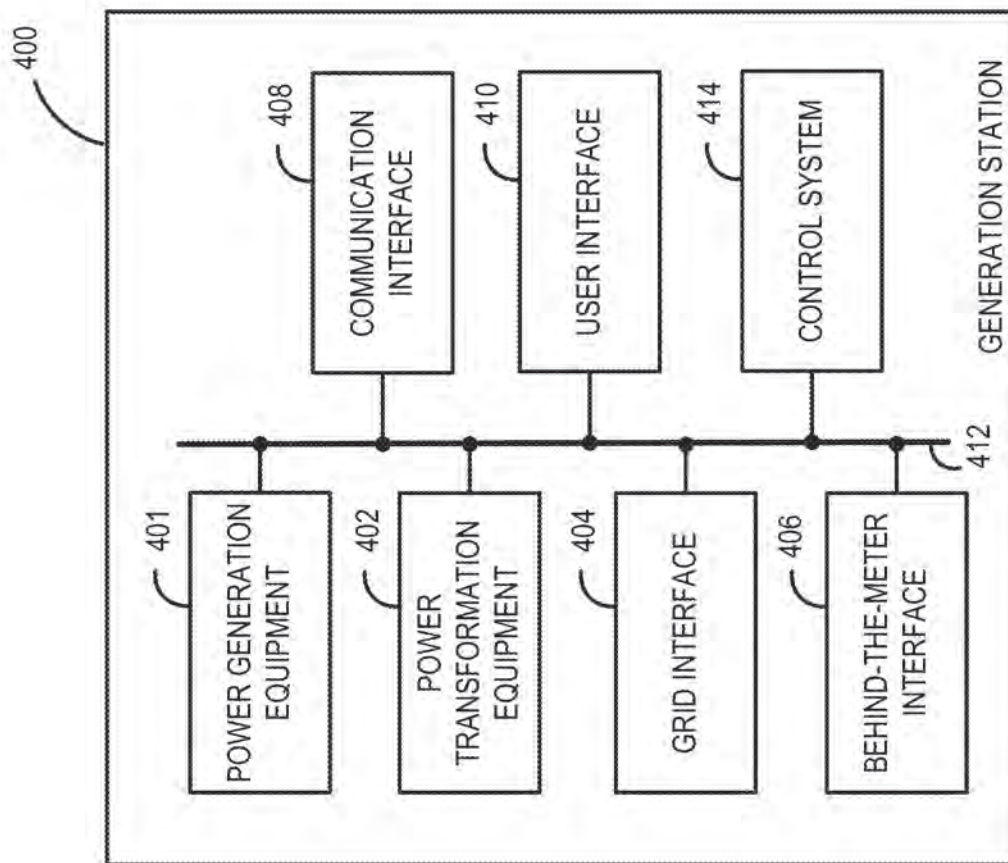 400
401
POWER GENERATION
EQUIPMENT
402
POWER
TRANSFORMATION
EQUIPMENT
404
GRID INTERFACE
406
BEHIND-THE-METER
INTERFACE
408
COMMUNICATION
INTERFACE
410
USER INTERFACE
414
CONTROL SYSTEM
412
GENERATION STATION